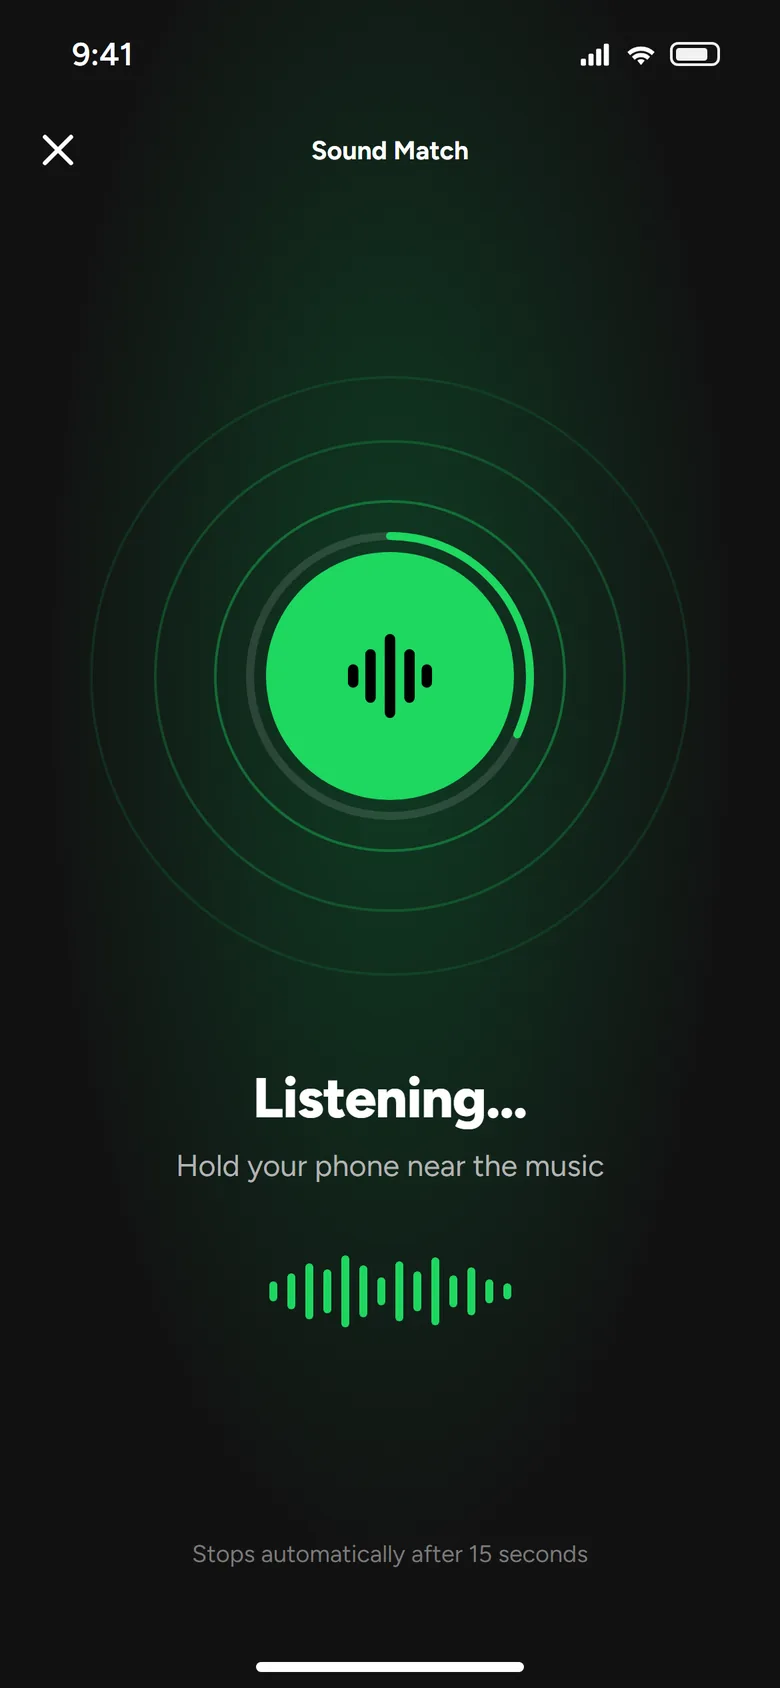 9:41
Sound Match
Listening...
Hold your phone near the music
Stops automatically after 15 seconds